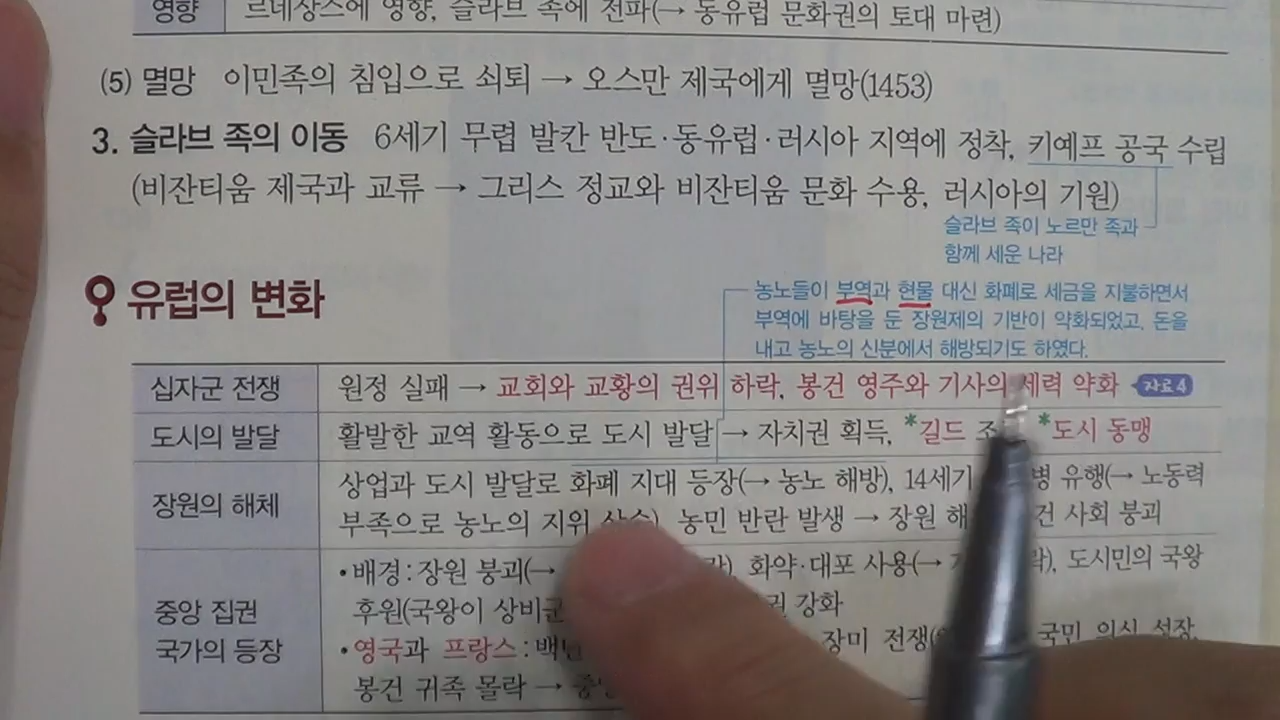 영향 르네상스에 영향, 슬라브 족에 전파(→ 동유럽 문화권의 토대 마련)
(5) 멸망 이민족의 침입으로 쇠퇴 → 오스만 제국에게 멸망(1453)
3. 슬라브 족의 이동 6세기 무렵 발칸 반도·동유럽·러시아 지역에 정착, 키예프 공국 수립
(비잔티움 제국과 교류 → 그리스 정교와 비잔티움 문화 수용, 러시아의 기원)
슬라브 족이 노르만 족과
함께 세운 나라
유럽의 변화
농노들이 부역과 현물 대신 화폐로 세금을 지불하면서
부역에 바탕을 둔 장원제의 기반이 약화되었고, 돈을
내고 농노의 신분에서 해방되기도 하였다.
십자군 전쟁 원정 실패 → 교회와 교황의 권위 하락, 봉건 영주와 기사의 세력 약화 자료4
도시의 발달 활발한 교역 활동으로 도시 발달 → 자치권 획득, *길드 *도시 동맹
장원의 해체
상업과 도시 발달로 화폐 지대 등장(→ 농노 해방), 14세기 유행(→ 노동력
부족으로 농노의 지위 농민 반란 발생 → 장원 사회 붕괴
중앙 집권
국가의 등장
•배경: 장원 붕괴(→ 화약·대포 사용(→ 도시민의 국왕
후원(국왕이 강화
•영국과 프랑스: 장미 전쟁 국민 의식 성장,
봉건 귀족 몰락 →